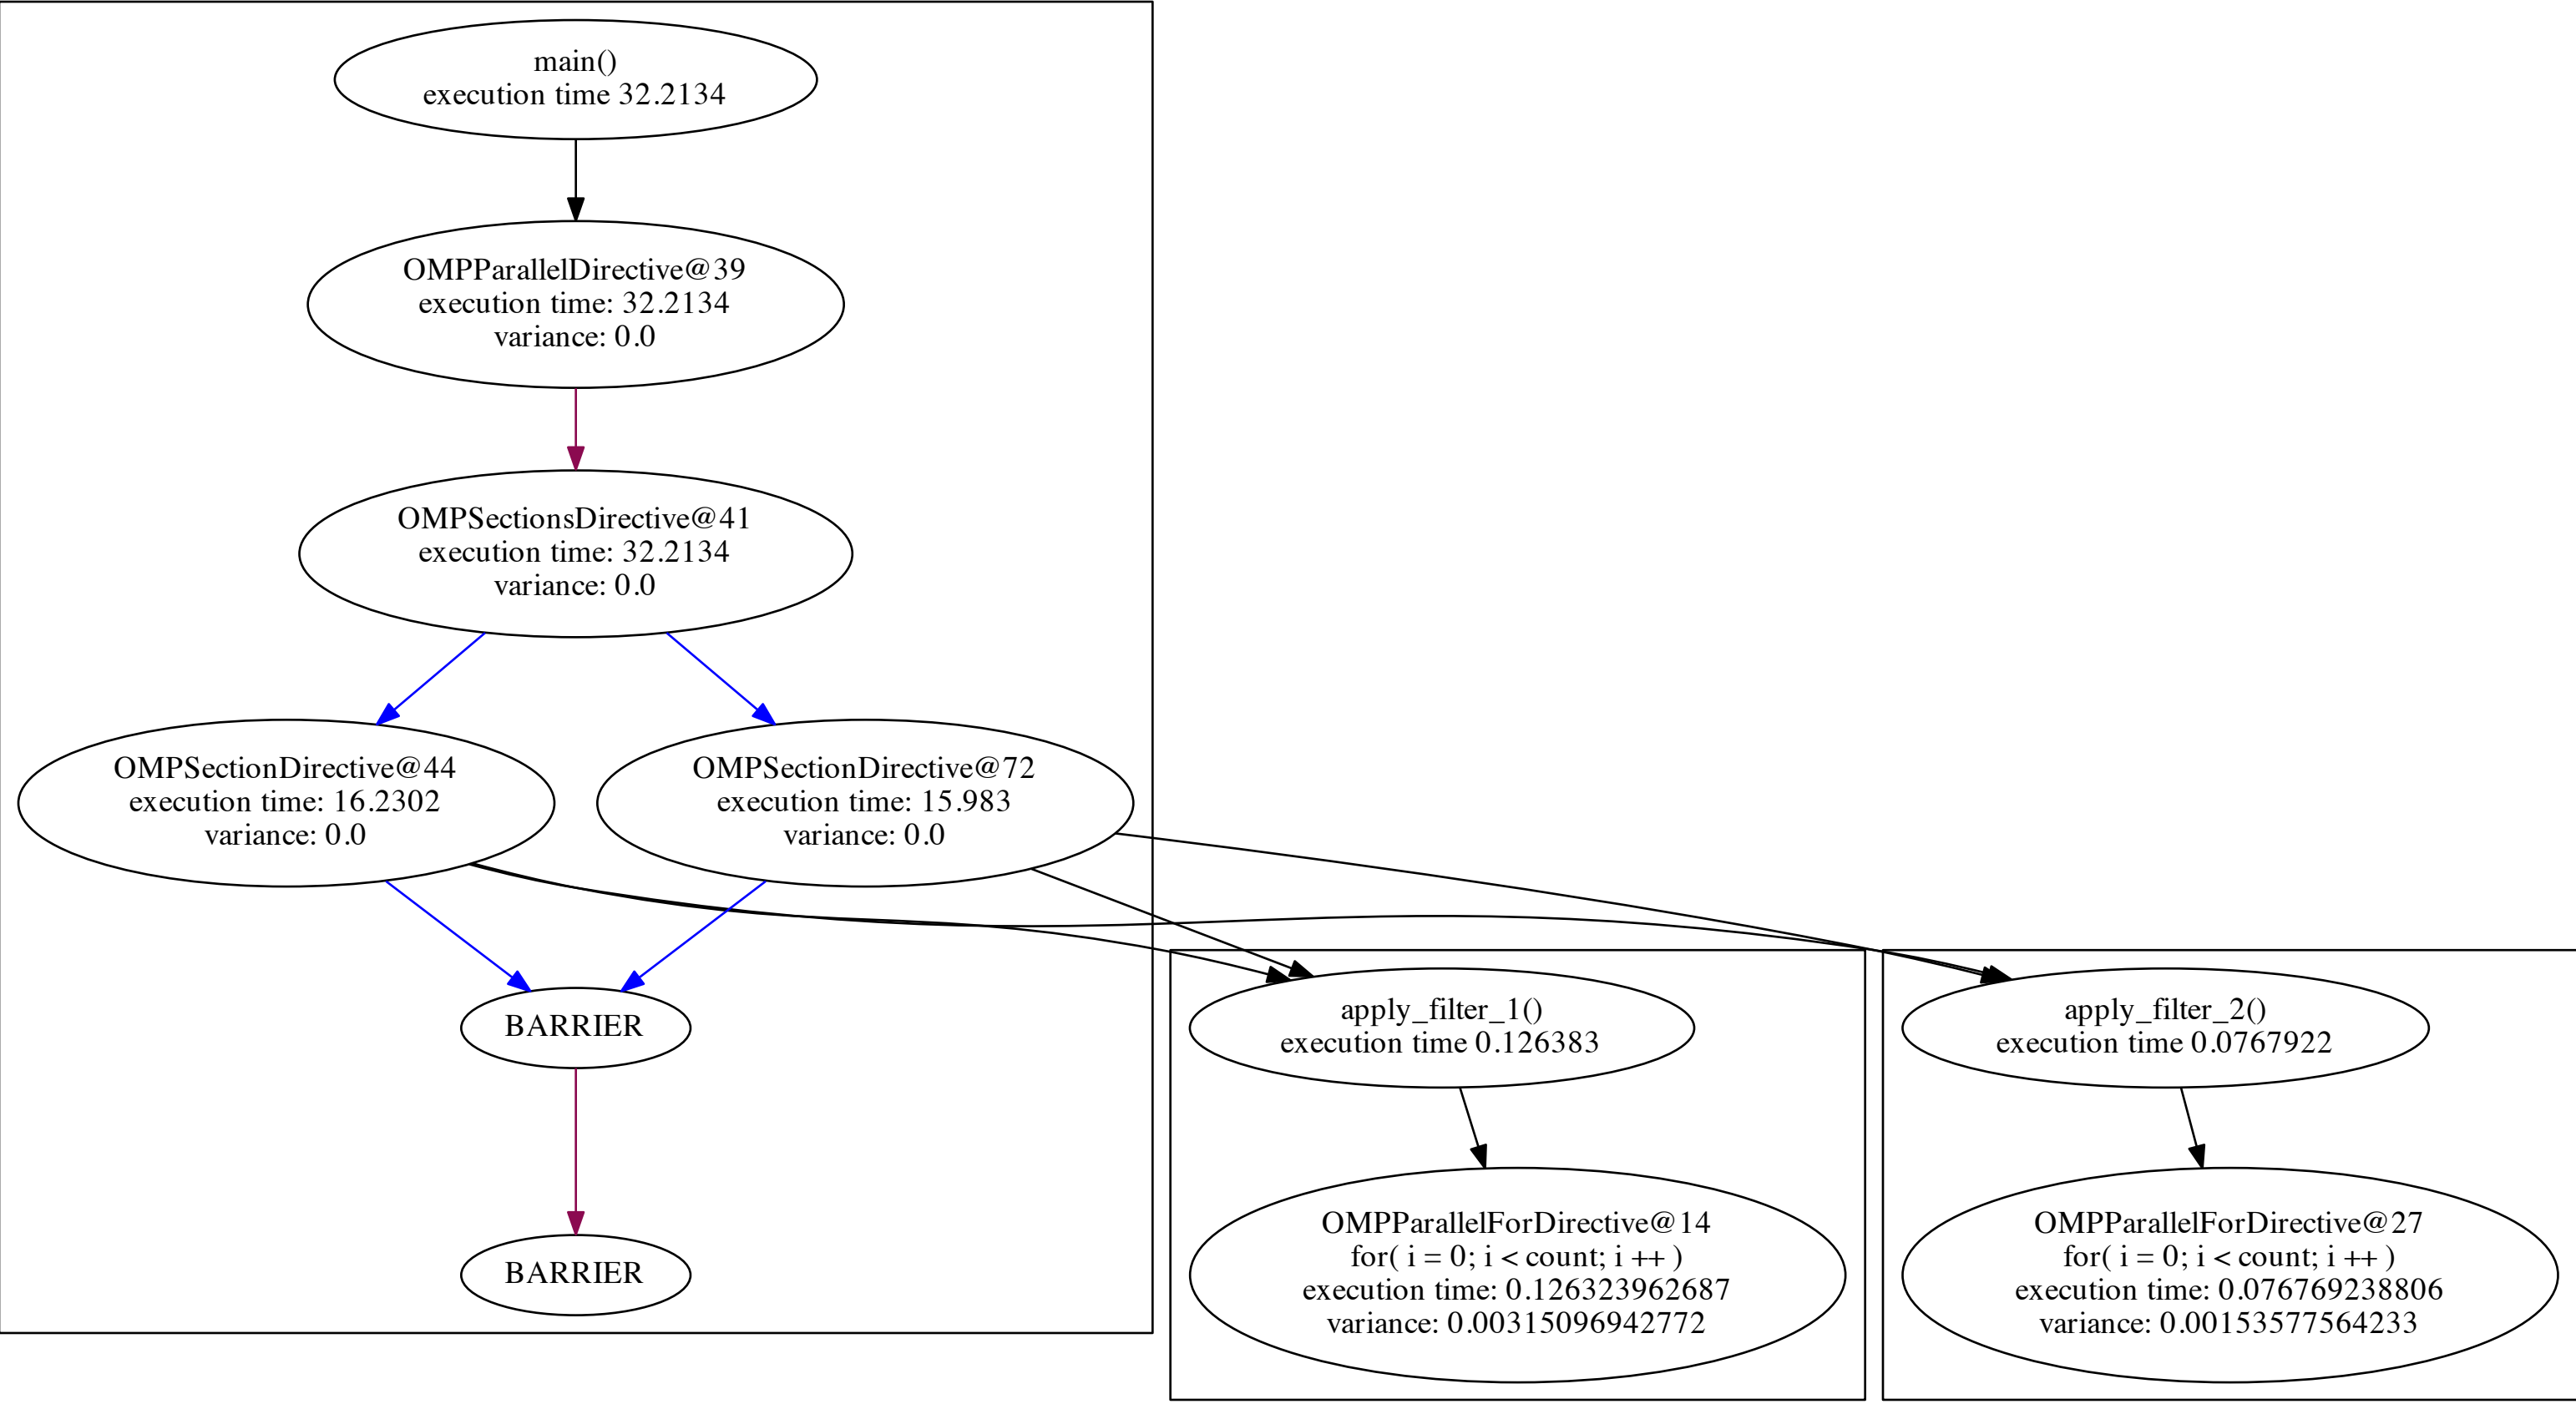 main()
execution time 32.2134
OMPParallelDirective@39
execution time: 32.2134
variance: 0.0
OMPSectionsDirective@41
execution time: 32.2134
variance: 0.0
OMPSectionDirective@44
execution time: 16.2302
variance: 0.0
OMPSectionDirective@72
execution time: 15.983
variance: 0.0
BARRIER
BARRIER
apply_filter_1()
execution time 0.126383
OMPParallelForDirective@14
for( i = 0; i < count; i ++ )
execution time: 0.126323962687
variance: 0.00315096942772
apply_filter_2()
execution time 0.0767922
OMPParallelForDirective@27
for( i = 0; i < count; i ++ )
execution time: 0.076769238806
variance: 0.00153577564233